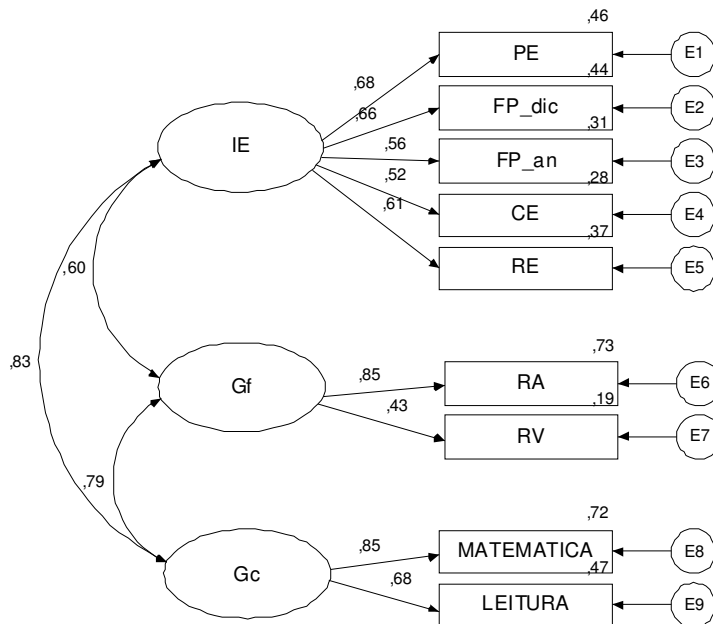 ,46
PE
E1
,68
,44
FP_dic
E2
,66
,31
IE
FP_an
E3
,56
,28
CE
E4
,52
,37
RE
E5
,61
,60
,83
,73
Gf
,85
RA
E6
,19
,43
RV
E7
,79
,72
Gc
,85
MATEMATICA
E8
,47
,68
LEITURA
E9